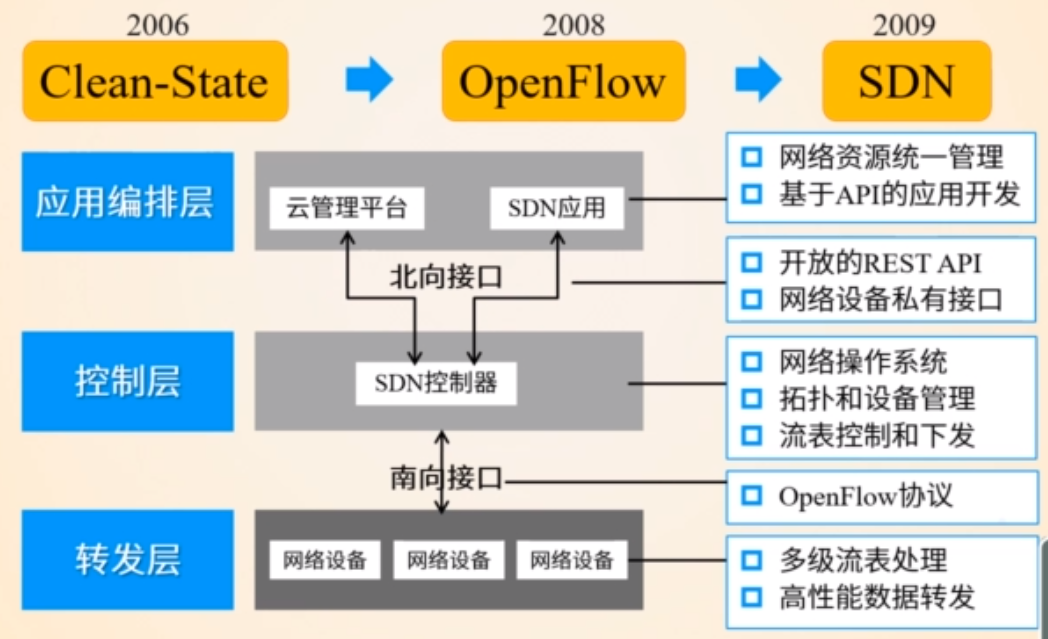 2006
2008
2009
Clean-State
OpenFlow
SDN
应用编排层
云管理平台
SDN应用
网络资源统一管理
基于API的应用开发
北向接口
开放的REST API
网络设备私有接口
控制层
SDN控制器
网络操作系统
拓扑和设备管理
流表控制和下发
南向接口
OpenFlow协议
转发层
网络设备
网络设备
网络设备
多级流表处理
高性能数据转发